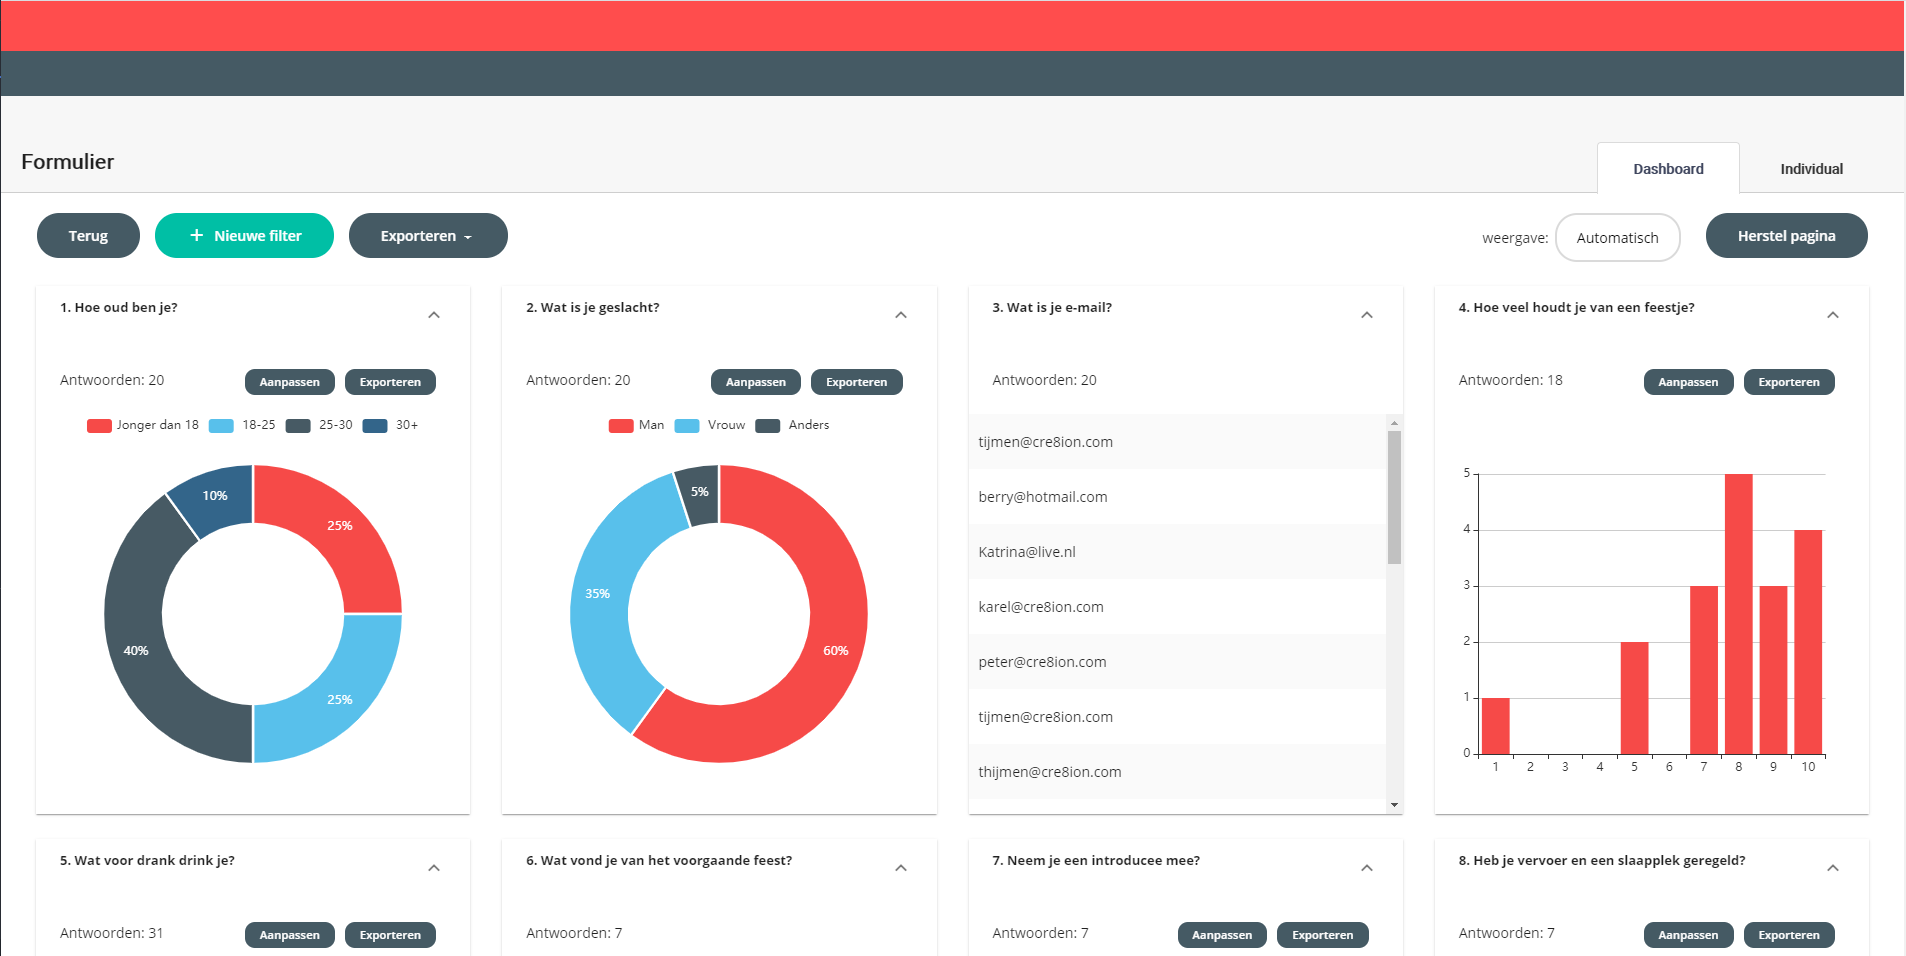 Formulier
Dashboard
Individual
Terug
+ Nieuwe filter
Exporteren
weergave:
Automatisch
Herstel pagina
1. Hoe oud ben je?
Antwoorden: 20
Aanpassen
Exporteren
Jonger dan 18
18-25
25-30
30+
10%
25%
40%
25%
2. Wat is je geslacht?
Antwoorden: 20
Aanpassen
Exporteren
Man
Vrouw
Anders
5%
35%
60%
3. Wat is je e-mail?
Antwoorden: 20
tijmen@cre8ion.com
berry@hotmail.com
Katrina@live.nl
karel@cre8ion.com
peter@cre8ion.com
tijmen@cre8ion.com
thijmen@cre8ion.com
4. Hoe veel houdt je van een feestje?
Antwoorden: 18
Aanpassen
Exporteren
5
4
3
2
1
0
1 2 3 4 5 6 7 8 9 10
5. Wat voor drank drink je?
Antwoorden: 31
Aanpassen
Exporteren
6. Wat vond je van het voorgaande feest?
Antwoorden: 7
7. Neem je een introducee mee?
Antwoorden: 7
Aanpassen
Exporteren
8. Heb je vervoer en een slaapplek geregeld?
Antwoorden: 7
Aanpassen
Exporteren